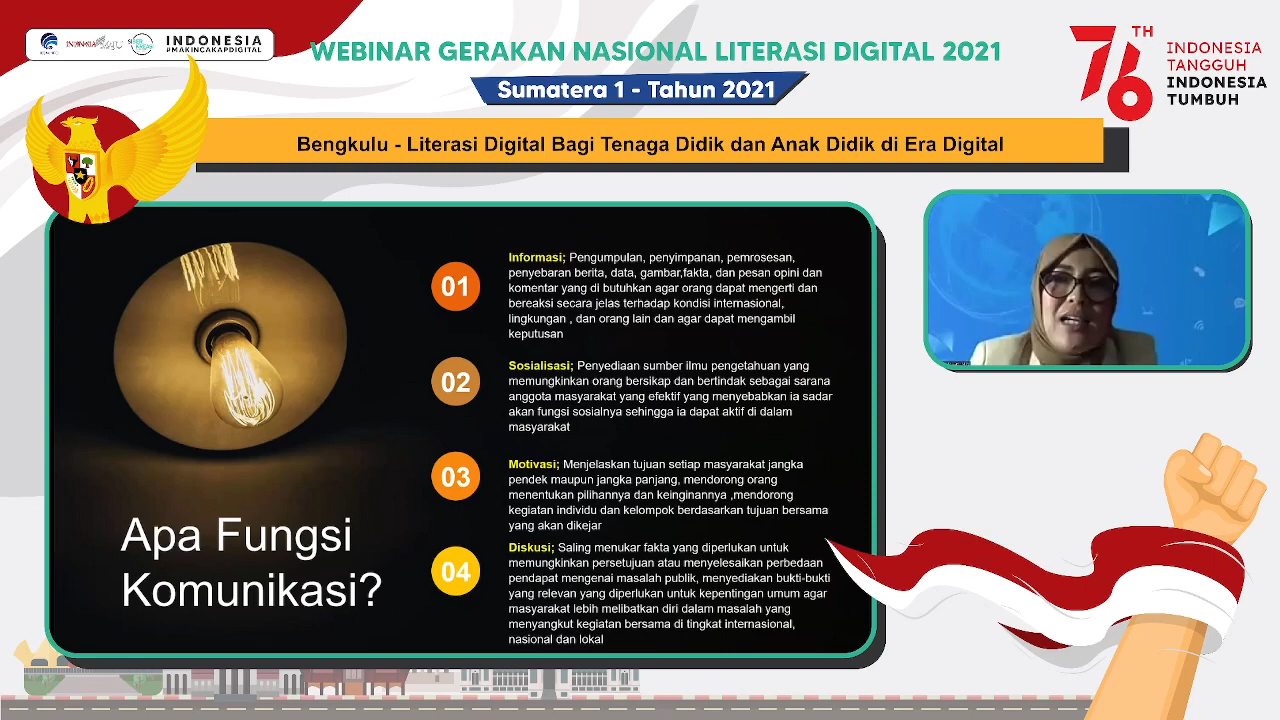 INDONESIA
#MAKINCAKAPDIGITAL
WEBINAR GERAKAN NASIONAL LITERASI DIGITAL 2021
Sumatera 1 - Tahun 2021
76TH
INDONESIA
TANGGUH
INDONESIA
TUMBUH
Bengkulu - Literasi Digital Bagi Tenaga Didik dan Anak Didik di Era Digital
Apa Fungsi
Komunikasi?
01
Informasi; Pengumpulan, penyimpanan, pemrosesan,
penyebaran berita, data, gambar,fakta, dan pesan opini dan
komentar yang di butuhkan agar orang dapat mengerti dan
bereaksi secara jelas terhadap kondisi internasional,
lingkungan , dan orang lain dan agar dapat mengambil
keputusan
02
Sosialisasi; Penyediaan sumber ilmu pengetahuan yang
memungkinkan orang bersikap dan bertindak sebagai sarana
anggota masyarakat yang efektif yang menyebabkan ia sadar
akan fungsi sosialnya sehingga ia dapat aktif di dalam
masyarakat
03
Motivasi; Menjelaskan tujuan setiap masyarakat jangka
pendek maupun jangka panjang, mendorong orang
menentukan pilihannya dan keinginannya ,mendorong
kegiatan individu dan kelompok berdasarkan tujuan bersama
yang akan dikejar
04
Diskusi; Saling menukar fakta yang diperlukan untuk
memungkinkan persetujuan atau menyelesaikan perbedaan
pendapat mengenai masalah publik, menyediakan bukti-bukti
yang relevan yang diperlukan untuk kepentingan umum agar
masyarakat lebih melibatkan diri dalam masalah yang
menyangkut kegiatan bersama di tingkat internasional,
nasional dan lokal